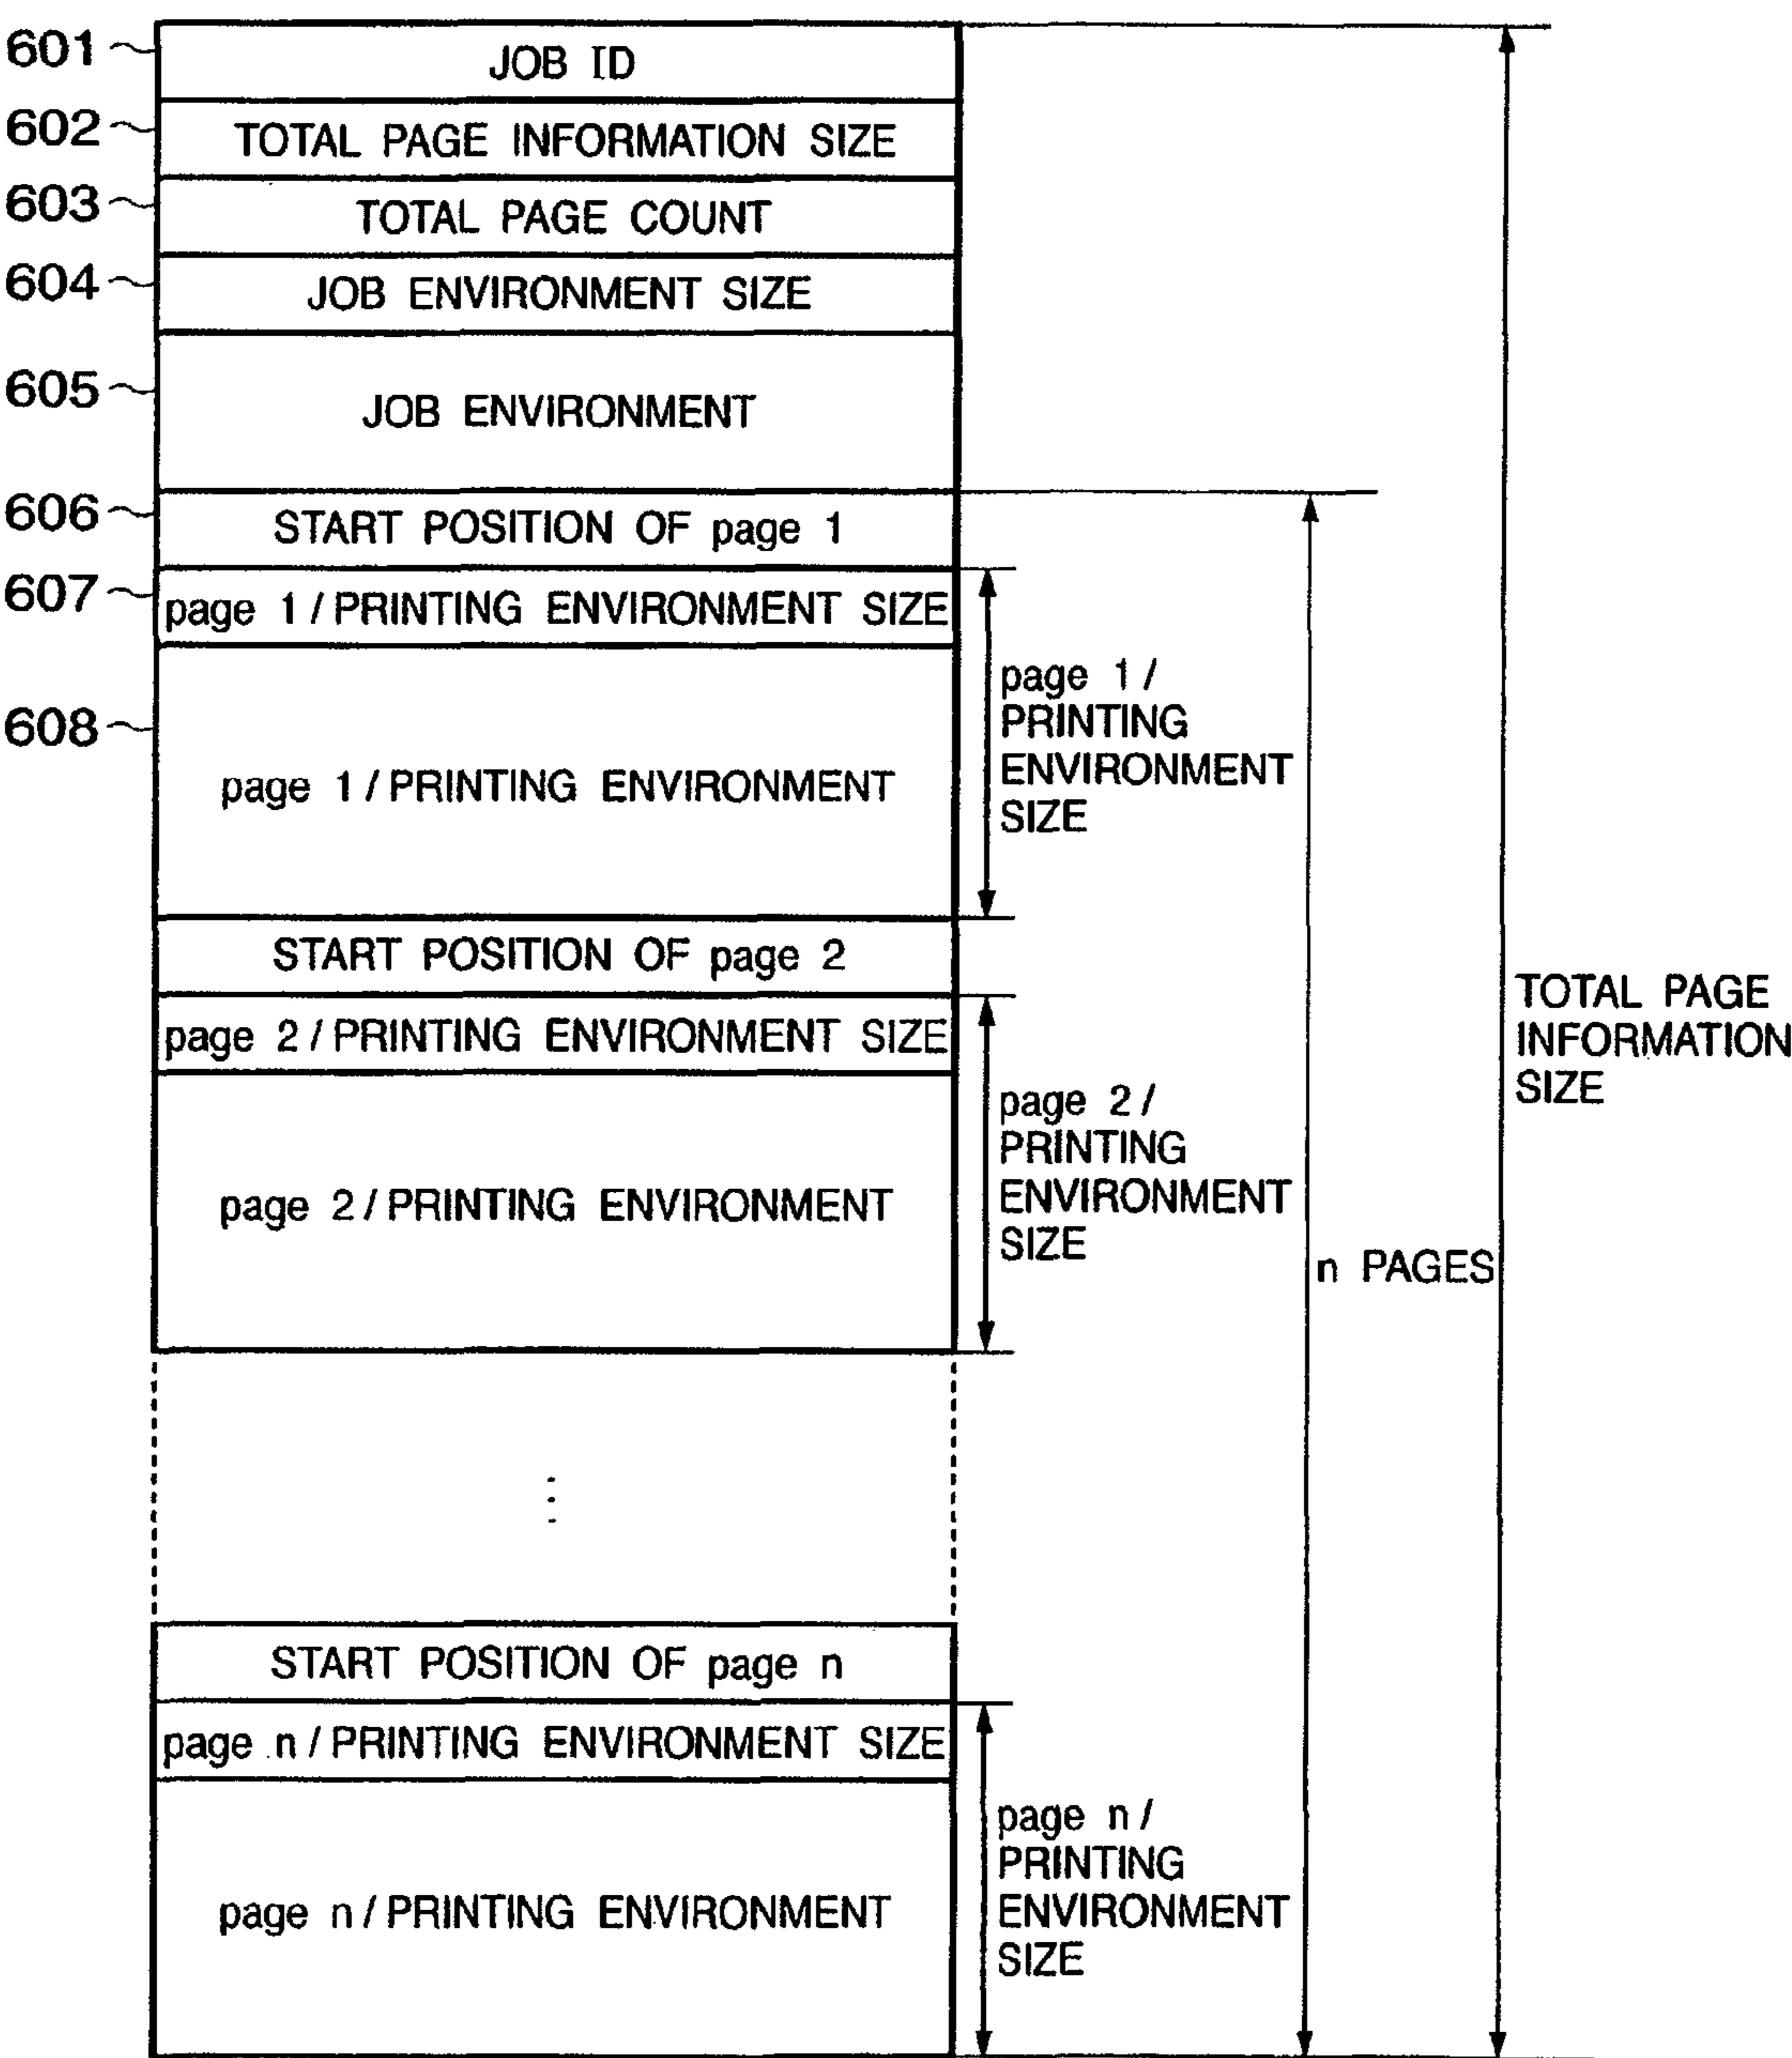 601
JOB ID
602
TOTAL PAGE INFORMATION SIZE
603
TOTAL PAGE COUNT
604
JOB ENVIRONMENT SIZE
605
JOB ENVIRONMENT
606
START POSITION OF page 1
607
page 1 / PRINTING ENVIRONMENT SIZE
608
page 1 / PRINTING ENVIRONMENT
page 1 /
PRINTING
ENVIRONMENT
SIZE
START POSITION OF page 2
page 2 / PRINTING ENVIRONMENT SIZE
page 2 / PRINTING ENVIRONMENT
page 2 /
PRINTING
ENVIRONMENT
SIZE
n PAGES
TOTAL PAGE
INFORMATION
SIZE
START POSITION OF page n
page n / PRINTING ENVIRONMENT SIZE
page n / PRINTING ENVIRONMENT
page n /
PRINTING
ENVIRONMENT
SIZE